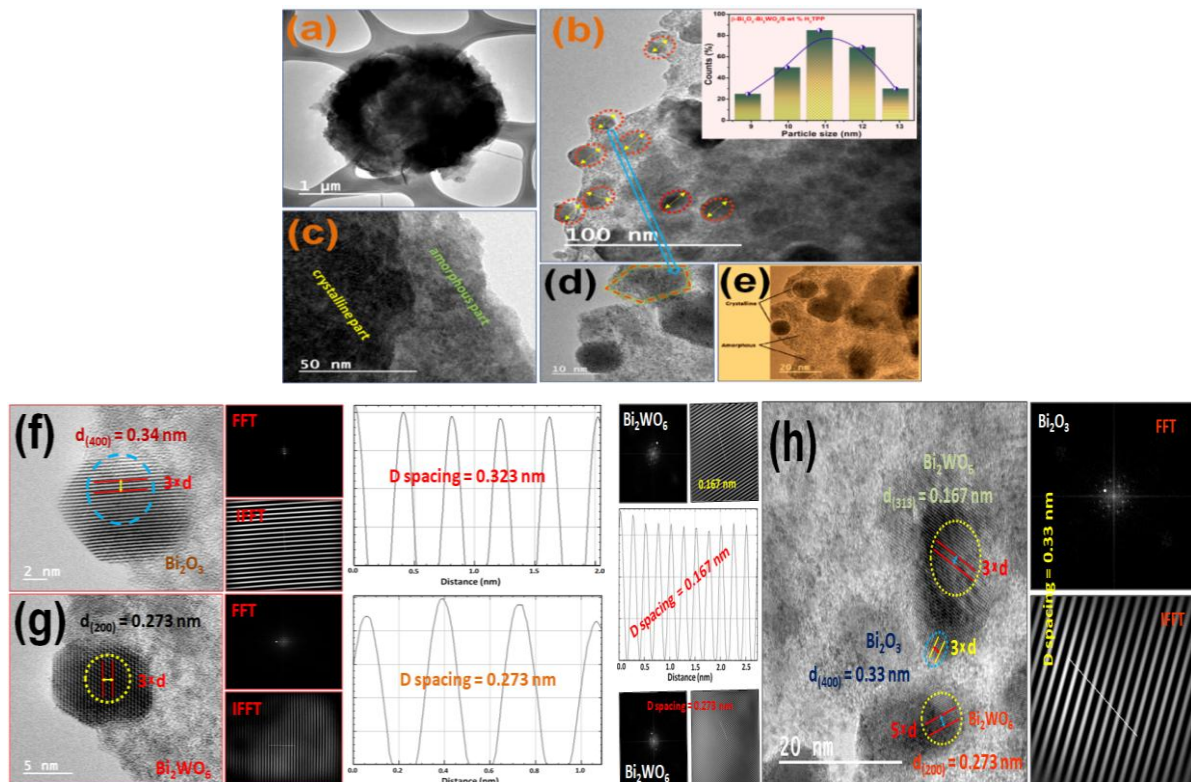 (a)
1 µm
(b)
100 nm
β-Bi₂O₃-Bi₂WO₆/5 wt % H₂TPP
Counts (%)
100
80
60
40
20
0
9 10 11 12 13
Particle size (nm)
(c)
crystalline part
amorphous part
50 nm
(d)
10 nm
(e)
Crystalline
Amorphous
20 nm
(f)
d(400) = 0.34 nm
3*d
Bi₂O₃
2 nm
FFT
IFFT
D spacing = 0.323 nm
0.0 0.5 1.0 1.5 2.0
Distance (nm)
(g)
d(200) = 0.273 nm
3*d
Bi₂WO₆
5 nm
FFT
IFFT
D spacing = 0.273 nm
0.0 0.2 0.4 0.6 0.8 1.0
Distance (nm)
Bi₂WO₆
0.167 nm
D spacing = 0.167 nm
0.0 0.5 1.0 1.5 2.0 2.5
Distance (nm)
D spacing = 0.273 nm
Bi₂WO₆
(h)
Bi₂WO₆
d(313) = 0.167 nm
3*d
Bi₂O₃
3*d
d(400) = 0.33 nm
5*d
Bi₂WO₆
d(200) = 0.273 nm
20 nm
Bi₂O₃
FFT
D spacing = 0.33 nm
IFFT